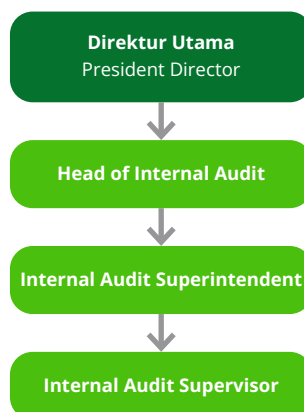 Direktur Utama
President Director
Head of Internal Audit
Internal Audit Superintendent
Internal Audit Supervisor